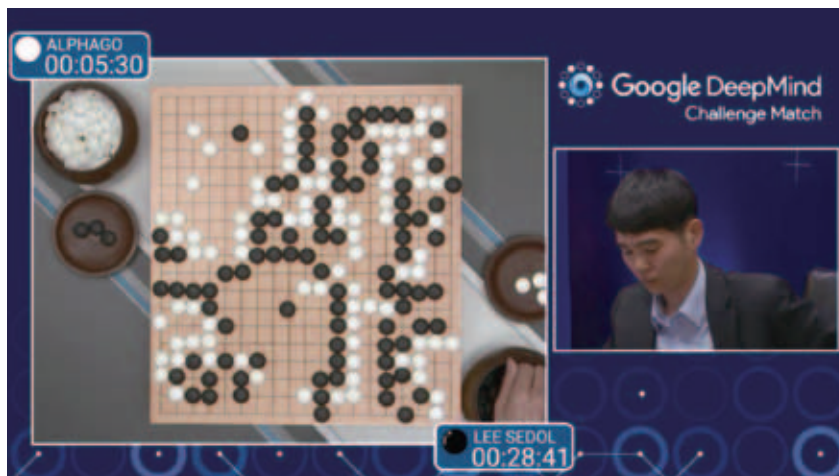 ALPHAGO
00:05:30
Google DeepMind
Challenge Match
LEE SEDOL
00:28:41